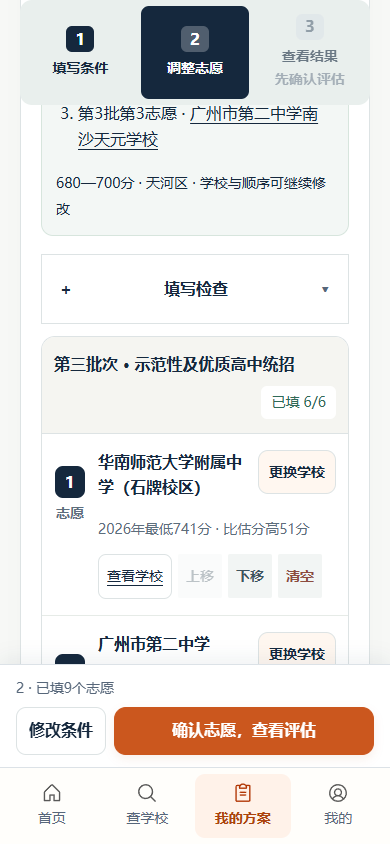 1
填写条件
2
调整志愿
3
查看结果
先确认评估
3. 第3批第3志愿 · 广州市第二中学南
沙天元学校
680—700分 · 天河区 · 学校与顺序可继续修
改
+ 填写检查 ▼
第三批次 • 示范性及优质高中统招
已填 6/6
1
志愿
华南师范大学附属中
学（石牌校区）
更换学校
2026年最低741分 · 比估分高51分
查看学校 上移 下移 清空
广州市第二中学
更换学校
2 · 已填9个志愿
修改条件
确认志愿，查看评估
首页 查学校 我的方案 我的